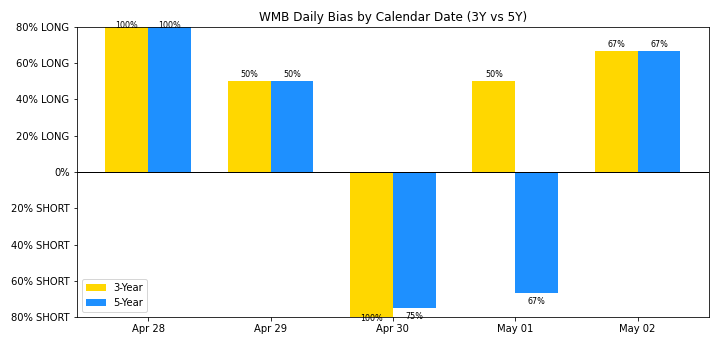 WMB Daily Bias by Calendar Date (3Y vs 5Y)
80% LONG
60% LONG
40% LONG
20% LONG
0%
20% SHORT
40% SHORT
60% SHORT
80% SHORT
100% 100%
50% 50%
100% 75%
50% 67%
67% 67%
3-Year
5-Year
Apr 28 Apr 29 Apr 30 May 01 May 02